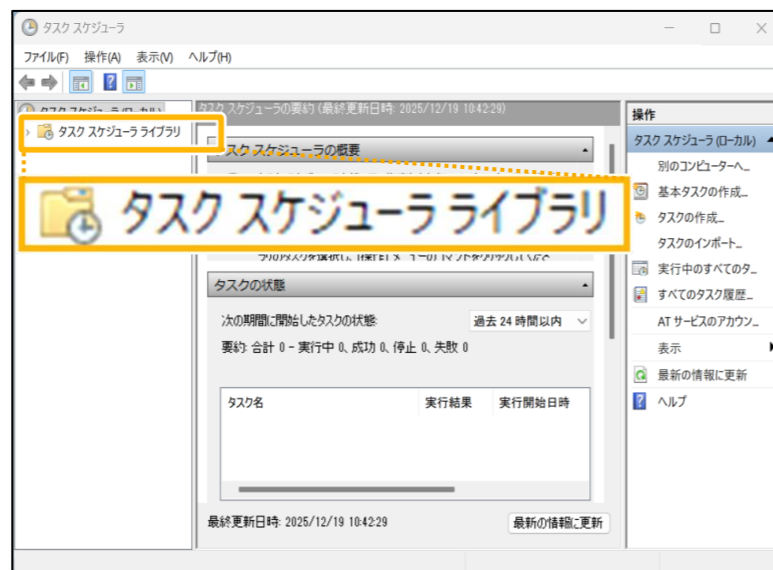 タスク スケジューラ
ファイル(F) 操作(A) 表示(V) ヘルプ(H)
タスク スケジューラの要約 (最終更新日時: 2025/12/19 10:42:29)
タスク スケジューラ ライブラリ
タスク スケジューラの概要
タスク スケジューラ ライブラリ
タスクの状態
次の期間に開始したタスクの状態:
過去 24 時間以内
要約: 合計 0 - 実行中 0、成功 0、停止 0、失敗 0
タスク名 実行結果 実行開始日時
最終更新日時: 2025/12/19 10:42:29
最新の情報に更新
操作
タスク スケジューラ (ローカル)
別のコンピューターへ...
基本タスクの作成...
タスクの作成...
タスクのインポート...
実行中のすべてのタ...
すべてのタスク履歴...
AT サービスのアカウン...
表示
最新の情報に更新
ヘルプ